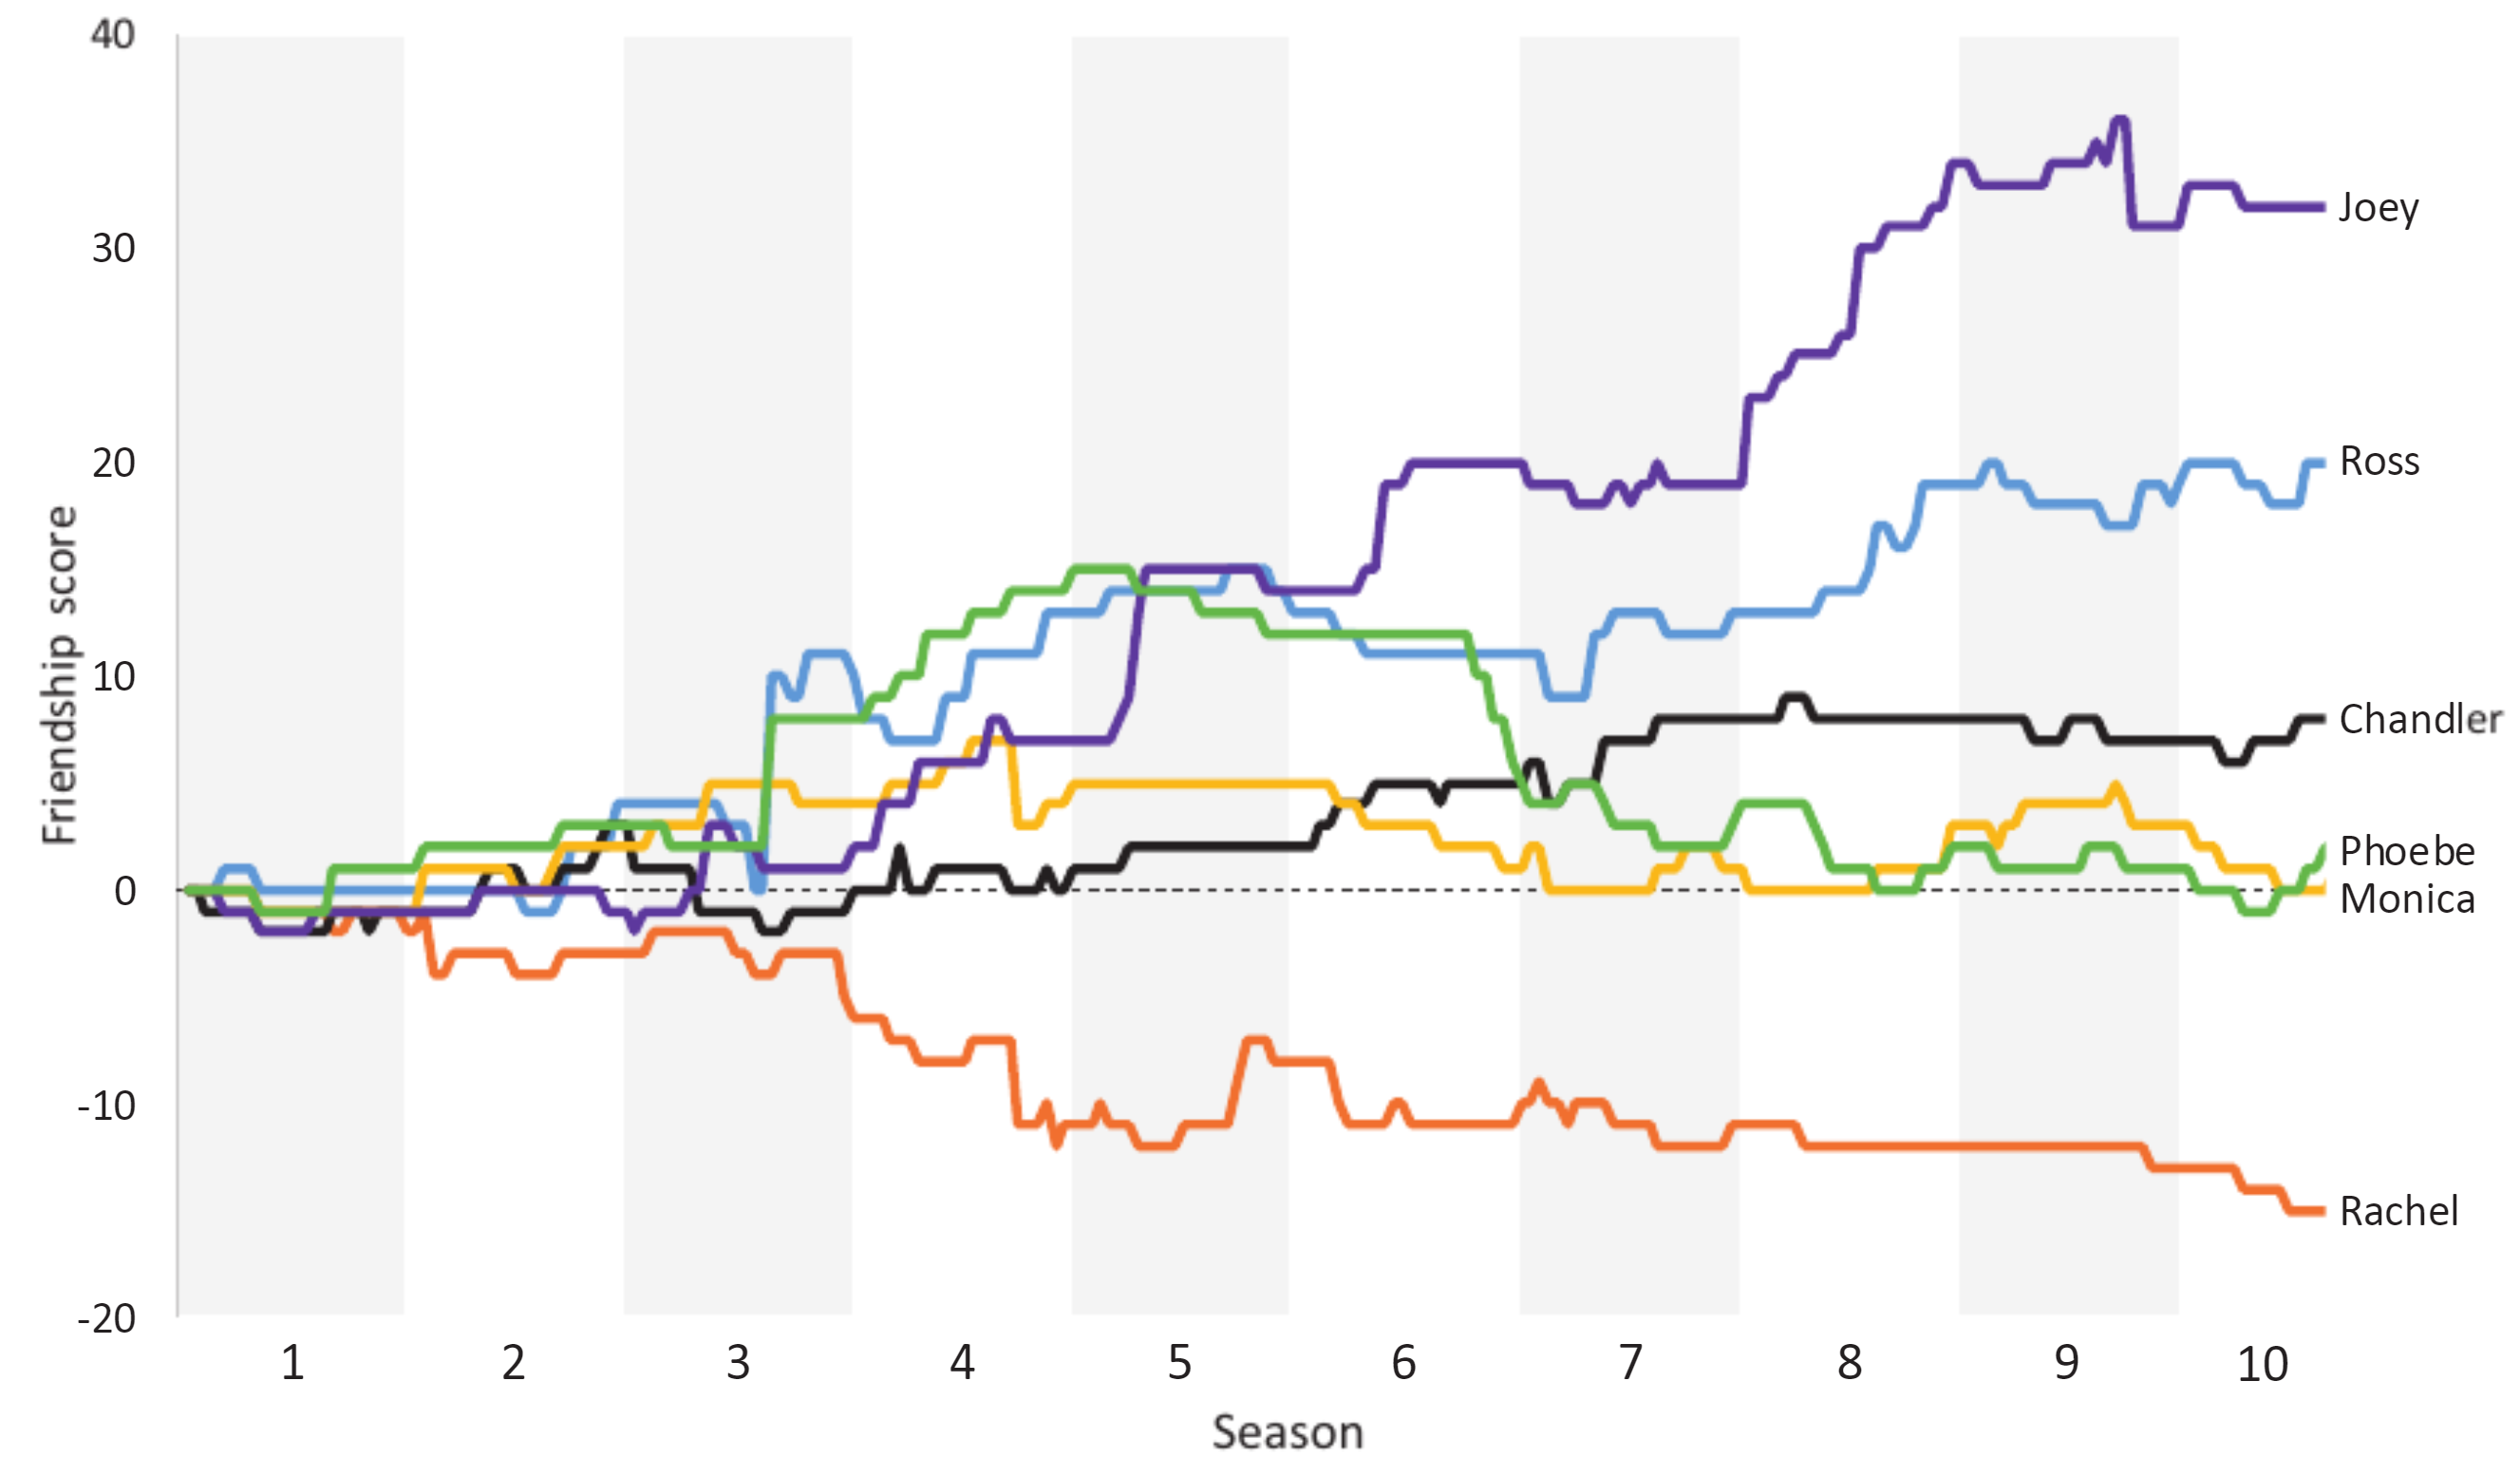 40
30
20
10
0
-10
-20
Friendship score
Joey
Ross
Chandler
Phoebe
Monica
Rachel
1 2 3 4 5 6 7 8 9 10
Season